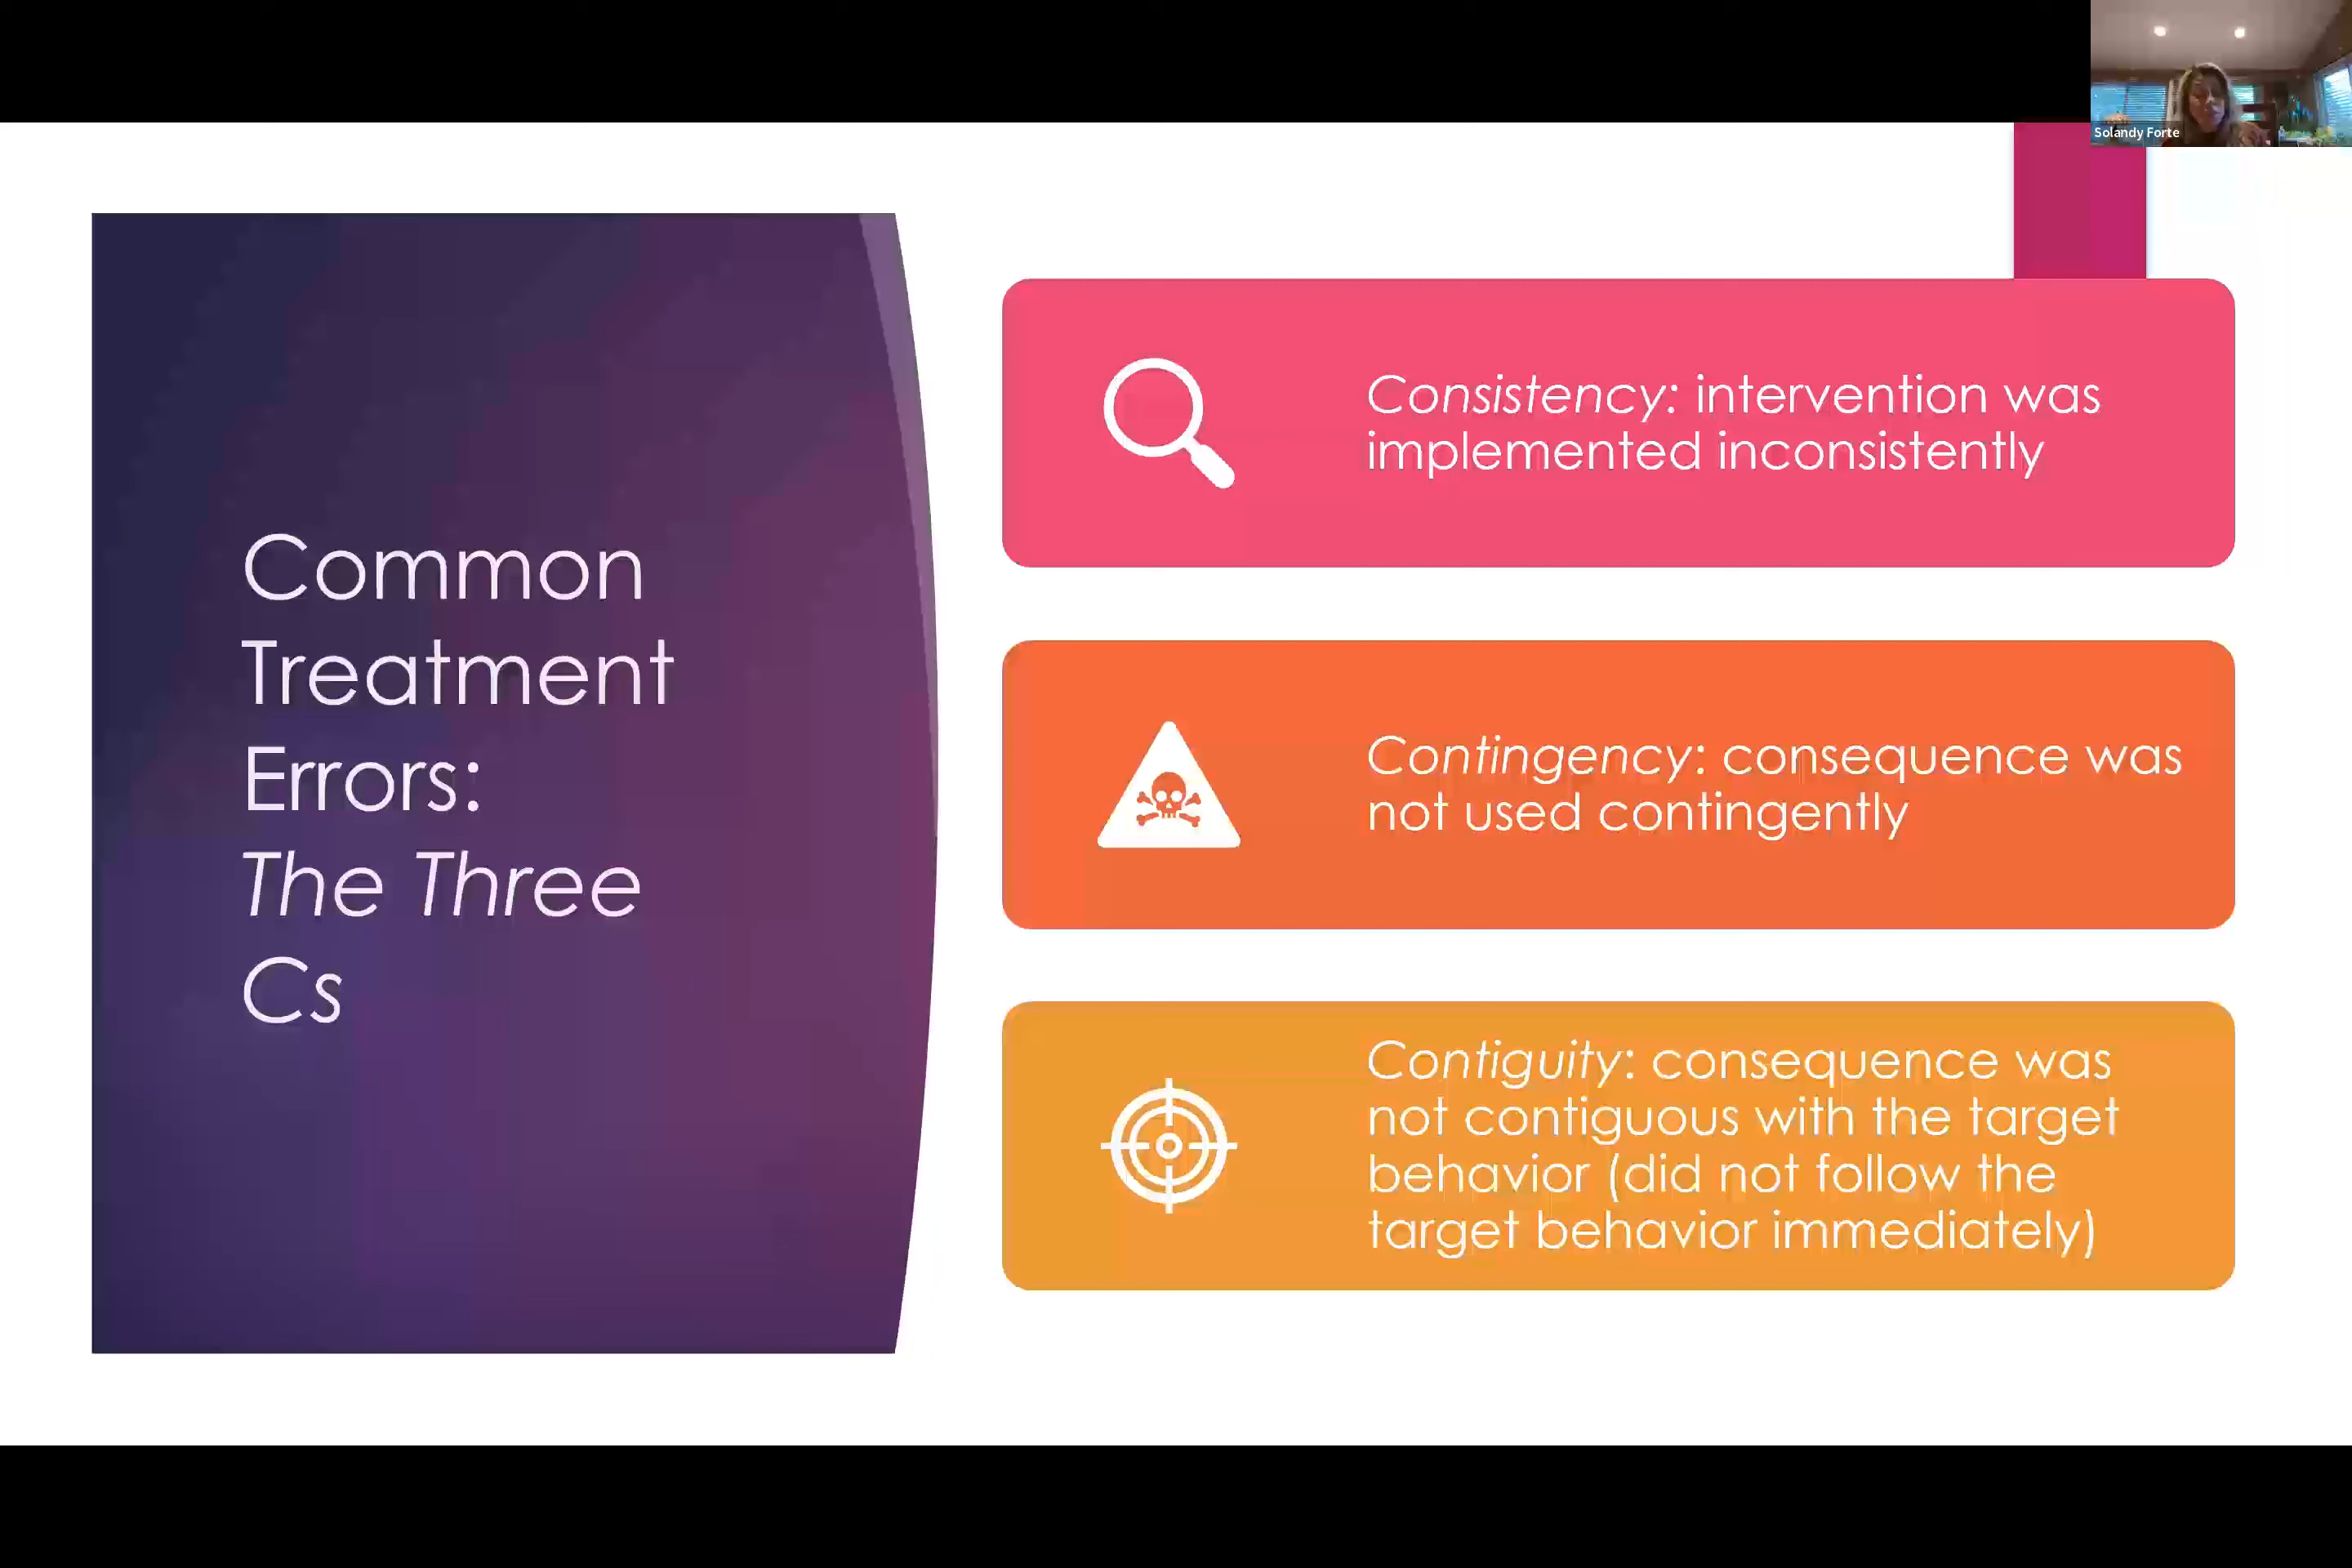 Solandy Forte
Common
Treatment
Errors:
The Three
Cs
Consistency: intervention was
implemented inconsistently
Contingency: consequence was
not used contingently
Contiguity: consequence was
not contiguous with the target
behavior (did not follow the
target behavior immediately)